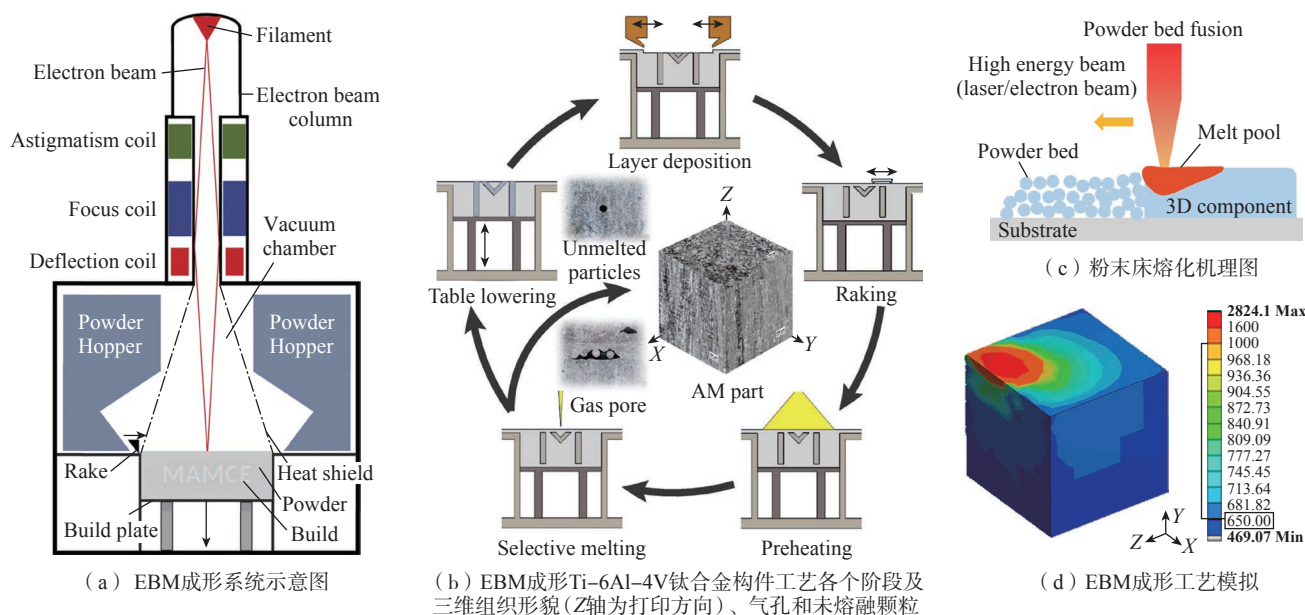 Filament
Electron beam
Electron beam
column
Astigmatism coil
Focus coil
Vacuum
chamber
Deflection coil
Powder
Hopper
Powder
Hopper
Rake
Heat shield
MAMCE
Powder
Build plate
Build
(a) EBM成形系统示意图
Layer deposition
Unmelted
particles
Table lowering
Z
X
Y
AM part
Raking
Gas pore
Selective melting
Preheating
(b) EBM成形Ti–6Al–4V钛合金构件工艺各个阶段及
三维组织形貌(Z轴为打印方向)、气孔和未熔融颗粒
Powder bed fusion
High energy beam
(laser/electron beam)
Melt pool
Powder bed
3D component
Substrate
(c) 粉末床熔化机理图
2824.1 Max
1600
1000
968.18
936.36
904.55
872.73
840.91
809.09
777.27
745.45
713.64
681.82
650.00
469.07 Min
Y
Z
X
(d) EBM成形工艺模拟